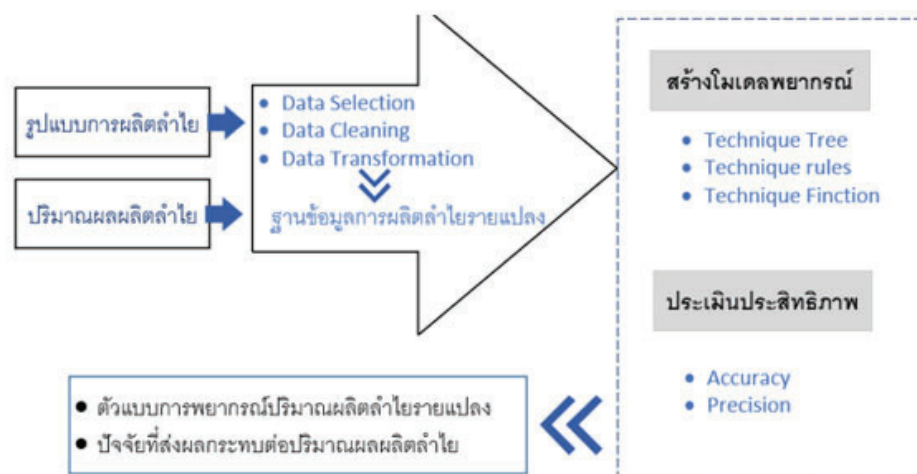 รูปแบบการผลิตลำไย
ปริมาณผลผลิตลำไย
• Data Selection
• Data Cleaning
• Data Transformation
ฐานข้อมูลการผลิตลำไยรายแปลง
สร้างโมเดลพยากรณ์
• Technique Tree
• Technique rules
• Technique Finction
ประเมินประสิทธิภาพ
• Accuracy
• Precision
• ตัวแบบการพยากรณ์ปริมาณผลิตลำไยรายแปลง
• ปัจจัยที่ส่งผลกระทบต่อปริมาณผลผลิตลำไย